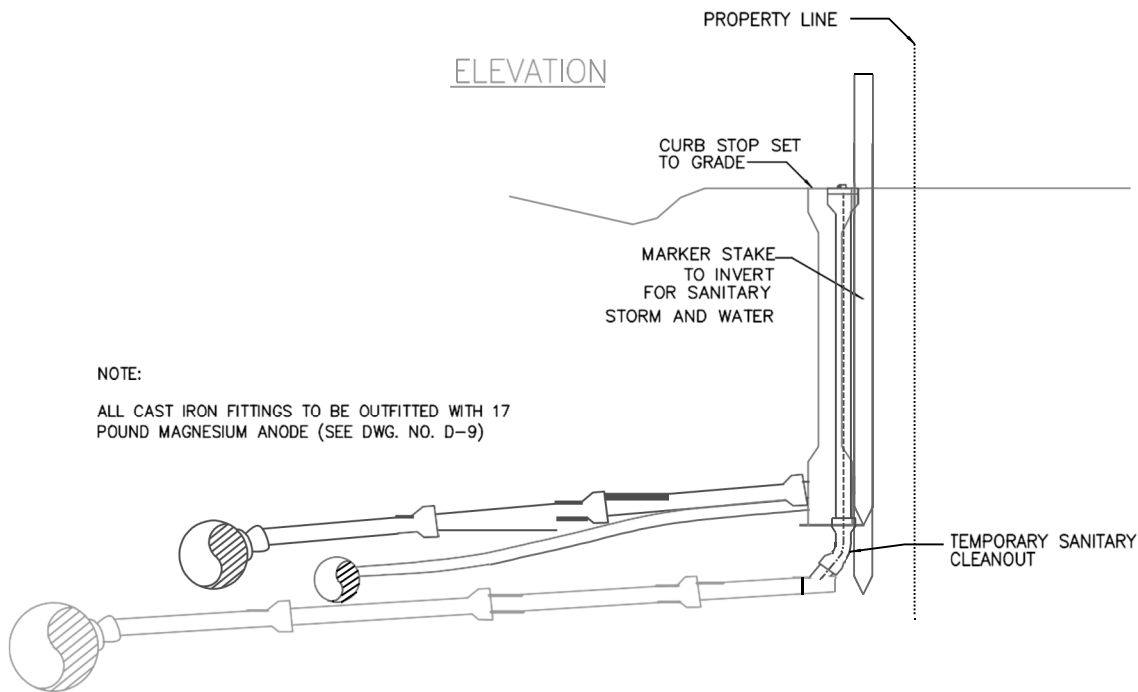 PROPERTY LINE
ELEVATION
CURB STOP SET
TO GRADE
MARKER STAKE
TO INVERT
FOR SANITARY
STORM AND WATER
NOTE:
ALL CAST IRON FITTINGS TO BE OUTFITTED WITH 17
POUND MAGNESIUM ANODE (SEE DWG. NO. D-9)
TEMPORARY SANITARY
CLEANOUT